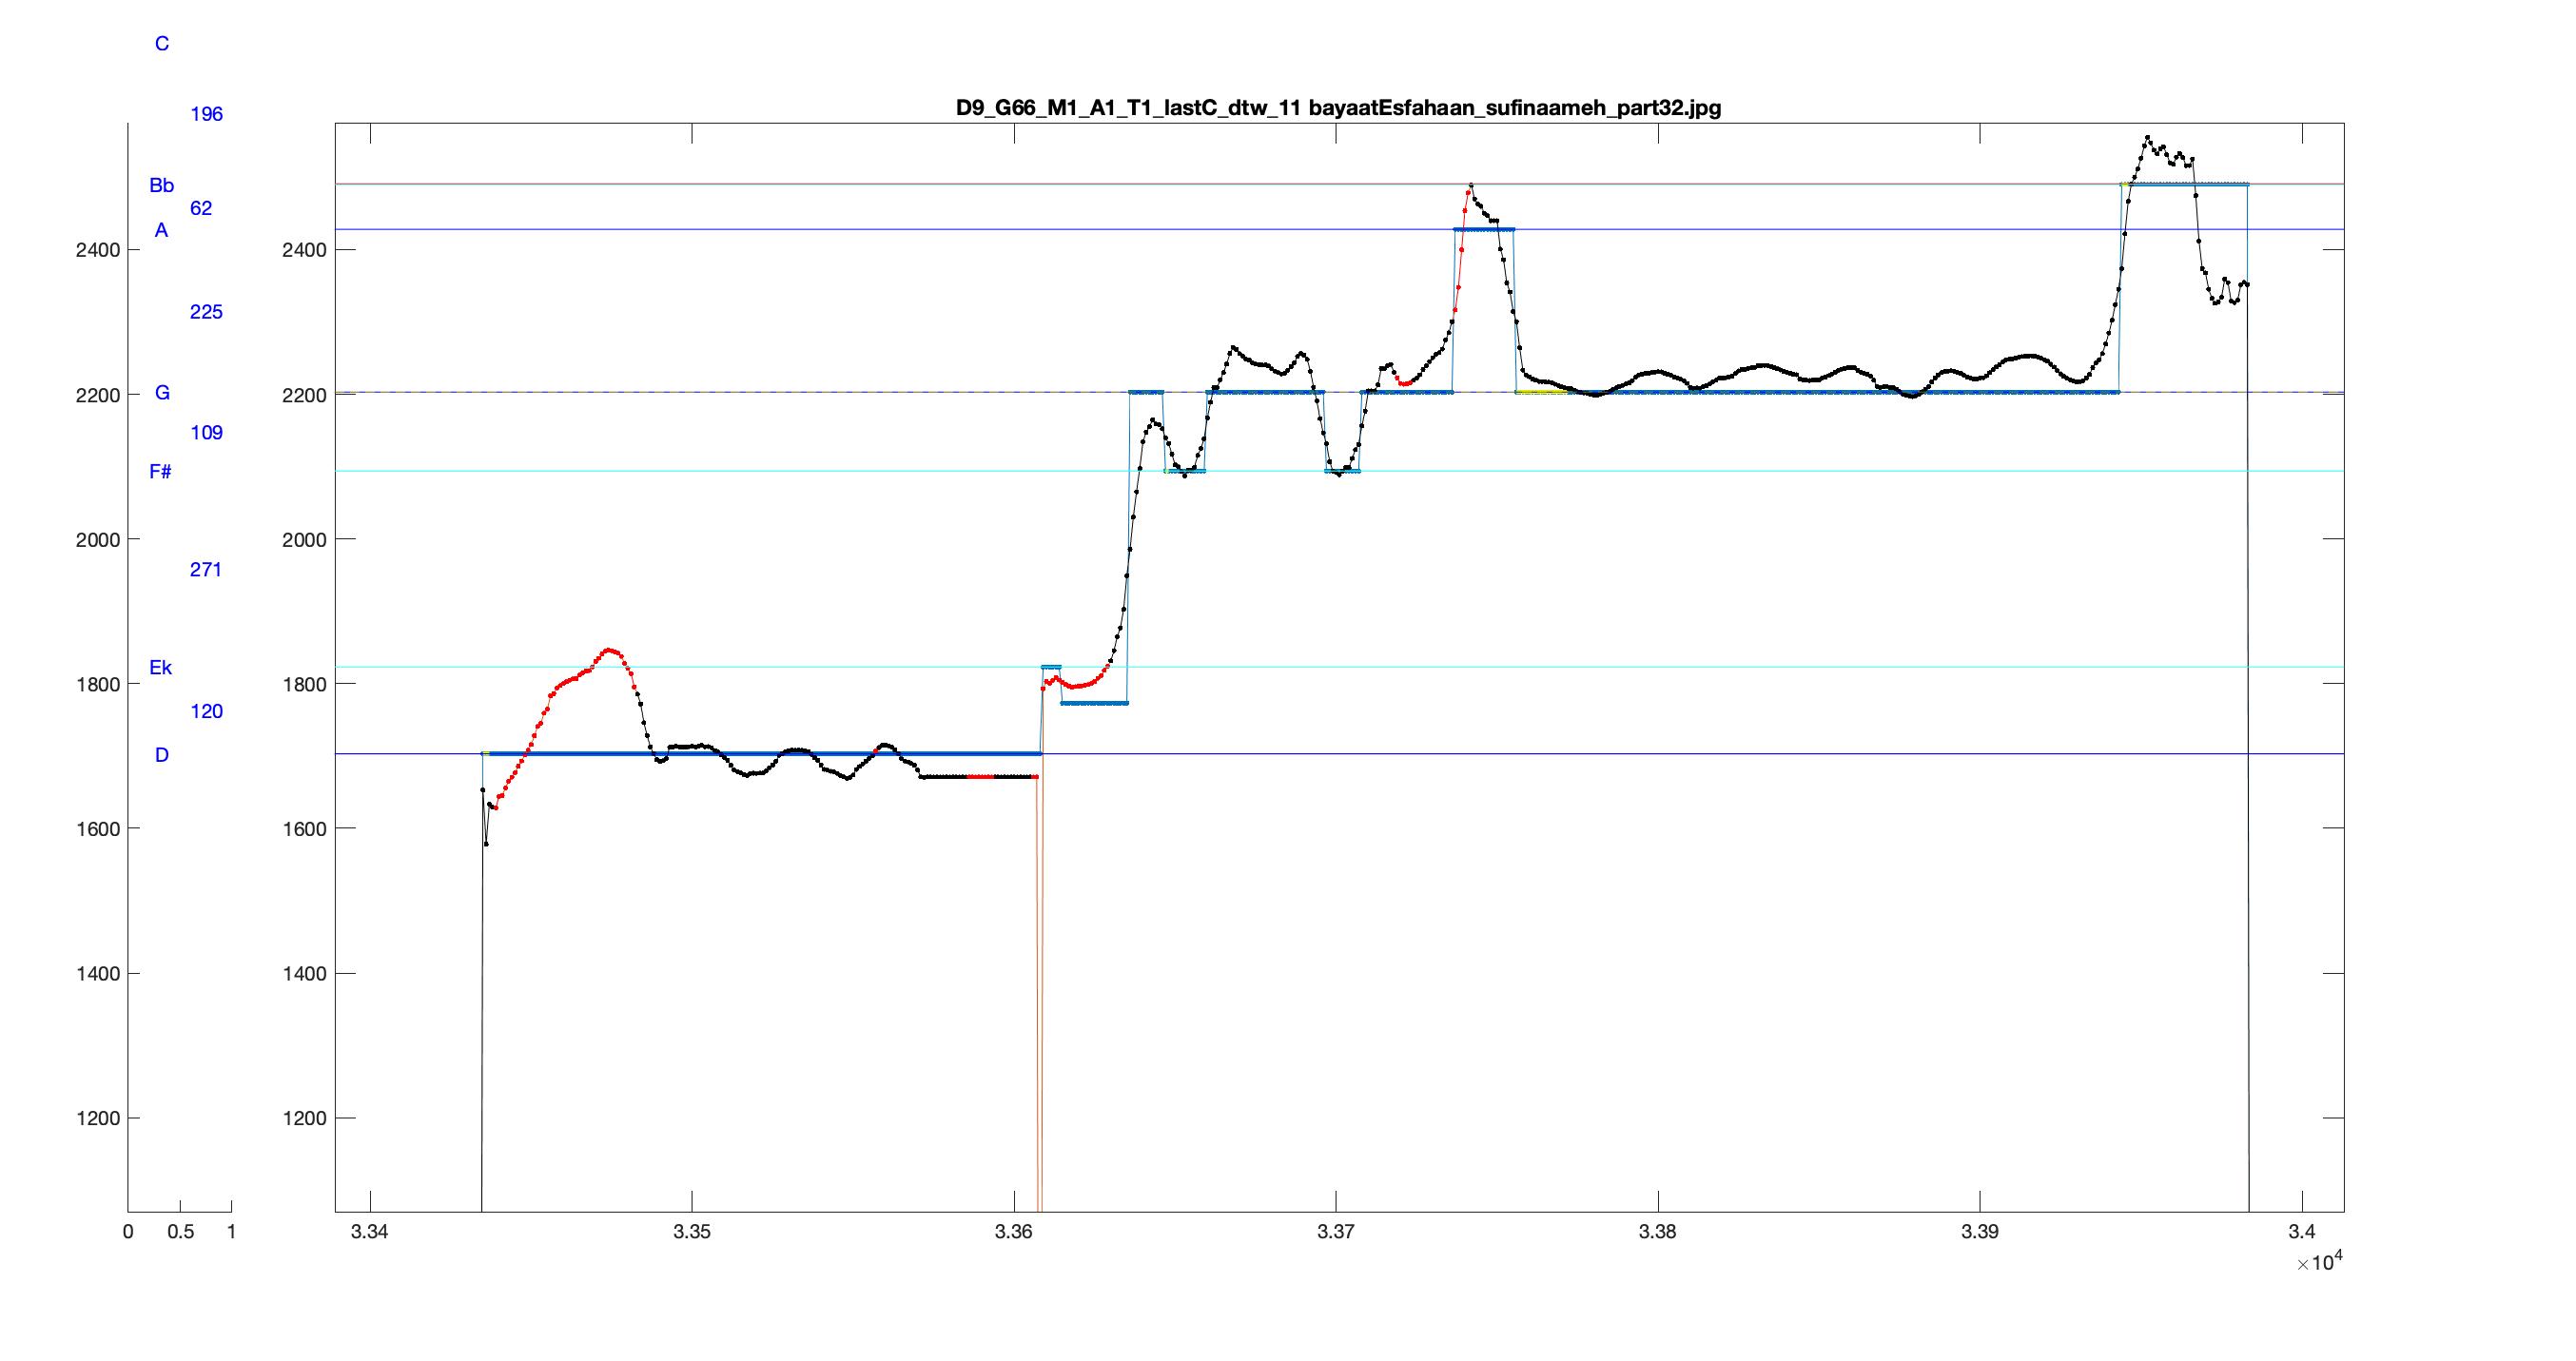 C
196
D9_G66_M1_A1_T1_lastC_dtw_11 bayaatEsfahaan_sufinaameh_part32.jpg
Bb
62
A
2400 2400
225
2200 G 2200
109
F#
2000 2000
271
Ek
1800 1800
120
D
1600 1600
1400 1400
1200 1200
0 0.5 1 3.34 3.35 3.36 3.37 3.38 3.39 3.4
×10⁴